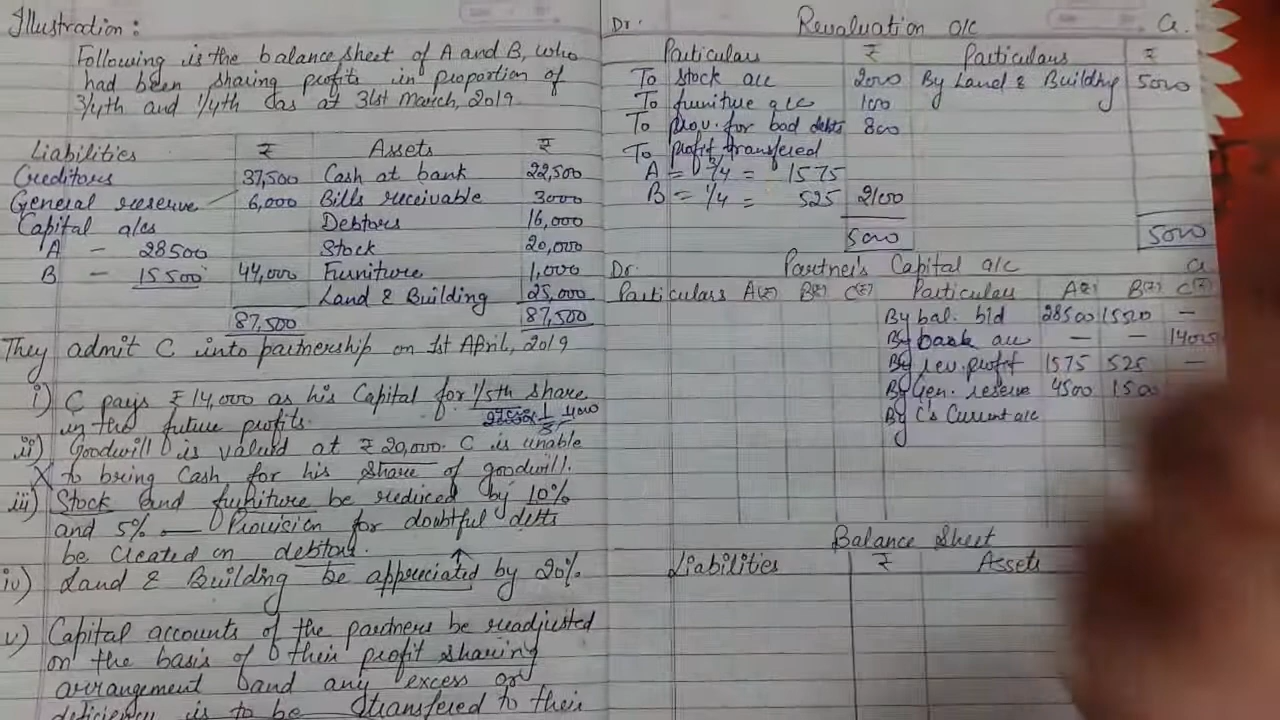 Illustration :
Following is the balance sheet of A and B, who
had been sharing profits in proportion of
3/4th and 1/4th as at 31st March, 2019.
Liabilities ₹ Assets ₹
Creditors 37,500 Cash at bank 22,500
General reserve 6,000 Bills receivable 3000
Capital a/cs Debtors 16,000
A - 28500 Stock 20,000
B - 15500 44,000 Furniture 1,000
Land & Building 25,000
87,500 87,500
They admit C into partnership on 1st April, 2019
i) C pays ₹ 14,000 as his Capital for 1/5th share
in the future profits.
1/5 4000
ii) Goodwill is valued at ₹ 20,000. C is unable
X to bring Cash for his share of goodwill.
iii) Stock and furniture be reduced by 10%
and 5% Provision for doubtful debts
be created on debtors.
iv) Land & Building be appreciated by 20%.
v) Capital accounts of the partners be readjusted
on the basis of their profit sharing
arrangement and any excess or
deficiency is to be transferred to their
Dr. Revaluation a/c Cr.
Particulars ₹ Particulars ₹
To stock a/c 2000 By Land & Building 5000
To furniture a/c 100
To prov. for bad debts 800
To profit transfered
A = 3/4 = 1575
B = 1/4 = 525 2100
5000 5000
Dr. Partner's Capital a/c Cr.
Particulars A(₹) B(₹) C(₹) Particulars A(₹) B(₹) C(₹)
By bal. b/d 28500 -
By bank a/c - - 14000
By rev. profit 1575 525 -
By Gen. reserve 4500 1500
By C's Current a/c
Balance Sheet
Liabilities ₹ Assets